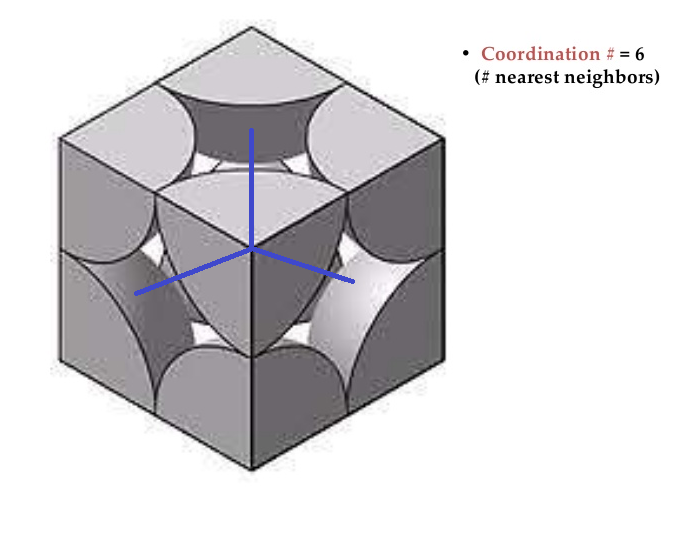 • Coordination # = 6
(# nearest neighbors)